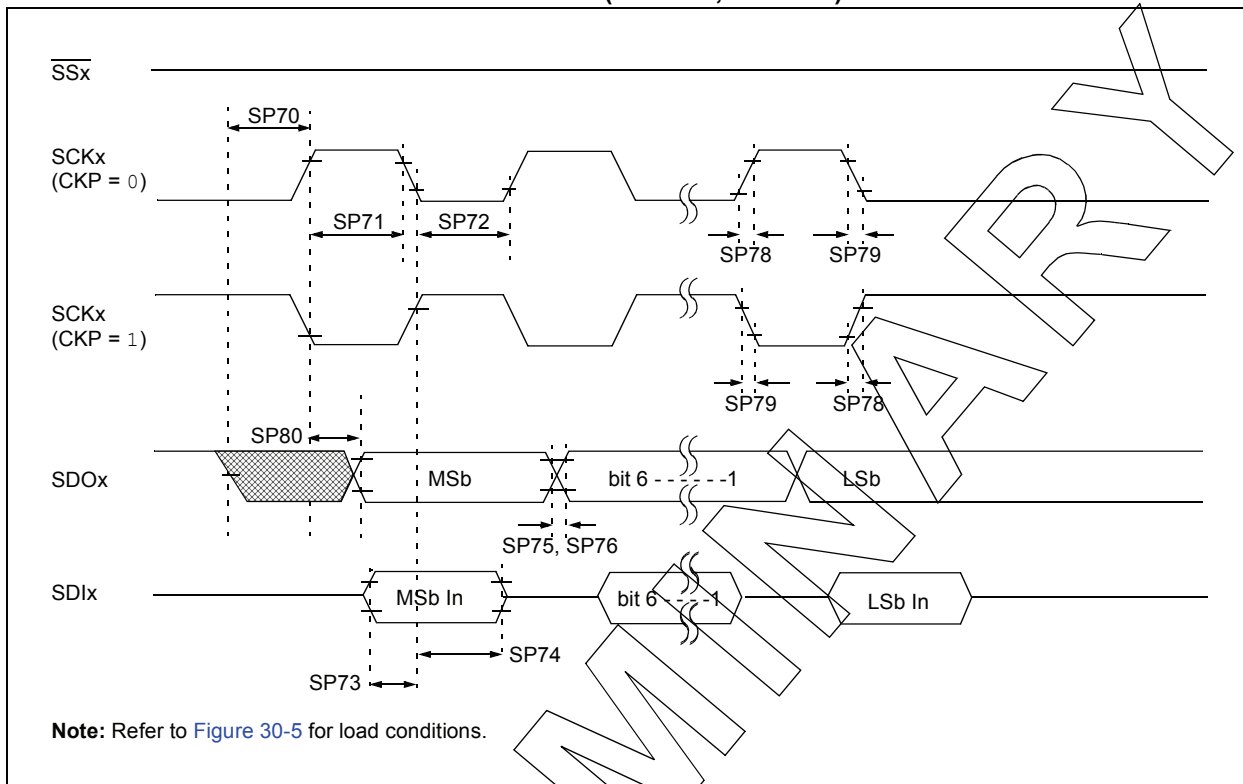 SSx
SP70
SCKx
(CKP = 0)
SP71
SP72
SP78
SP79
SCKx
(CKP = 1)
SP79
SP78
SP80
SDOx
MSb
bit 6 - - - - - -1
LSb
SP75, SP76
SDIx
MSb In
bit 6 - - - - -1
LSb In
SP74
SP73
Note: Refer to Figure 30-5 for load conditions.
MINARY